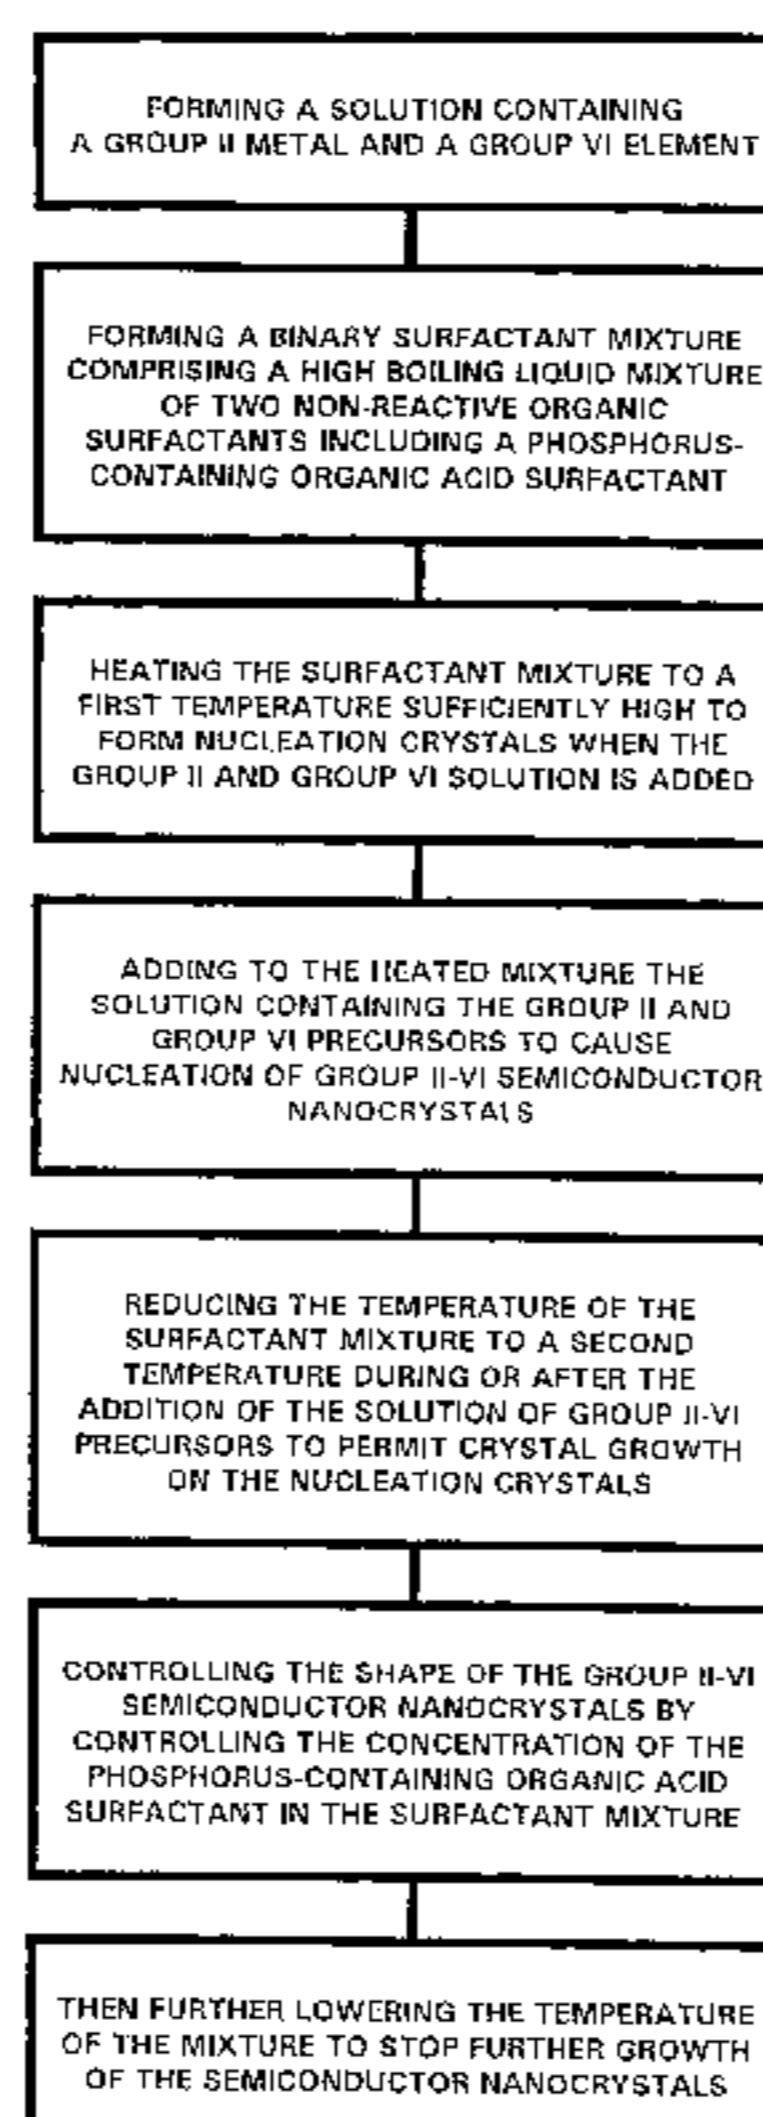 FORMING A SOLUTION CONTAINING
A GROUP II METAL AND A GROUP VI ELEMENT
FORMING A BINARY SURFACTANT MIXTURE
COMPRISING A HIGH BOILING LIQUID MIXTURE
OF TWO NON-REACTIVE ORGANIC
SURFACTANTS INCLUDING A PHOSPHORUS-
CONTAINING ORGANIC ACID SURFACTANT
HEATING THE SURFACTANT MIXTURE TO A
FIRST TEMPERATURE SUFFICIENTLY HIGH TO
FORM NUCLEATION CRYSTALS WHEN THE
GROUP II AND GROUP VI SOLUTION IS ADDED
ADDING TO THE HEATED MIXTURE THE
SOLUTION CONTAINING THE GROUP II AND
GROUP VI PRECURSORS TO CAUSE
NUCLEATION OF GROUP II-VI SEMICONDUCTOR
NANOCRYSTALS
REDUCING THE TEMPERATURE OF THE
SURFACTANT MIXTURE TO A SECOND
TEMPERATURE DURING OR AFTER THE
ADDITION OF THE SOLUTION OF GROUP II-VI
PRECURSORS TO PERMIT CRYSTAL GROWTH
ON THE NUCLEATION CRYSTALS
CONTROLLING THE SHAPE OF THE GROUP II-VI
SEMICONDUCTOR NANOCRYSTALS BY
CONTROLLING THE CONCENTRATION OF THE
PHOSPHORUS-CONTAINING ORGANIC ACID
SURFACTANT IN THE SURFACTANT MIXTURE
THEN FURTHER LOWERING THE TEMPERATURE
OF THE MIXTURE TO STOP FURTHER GROWTH
OF THE SEMICONDUCTOR NANOCRYSTALS